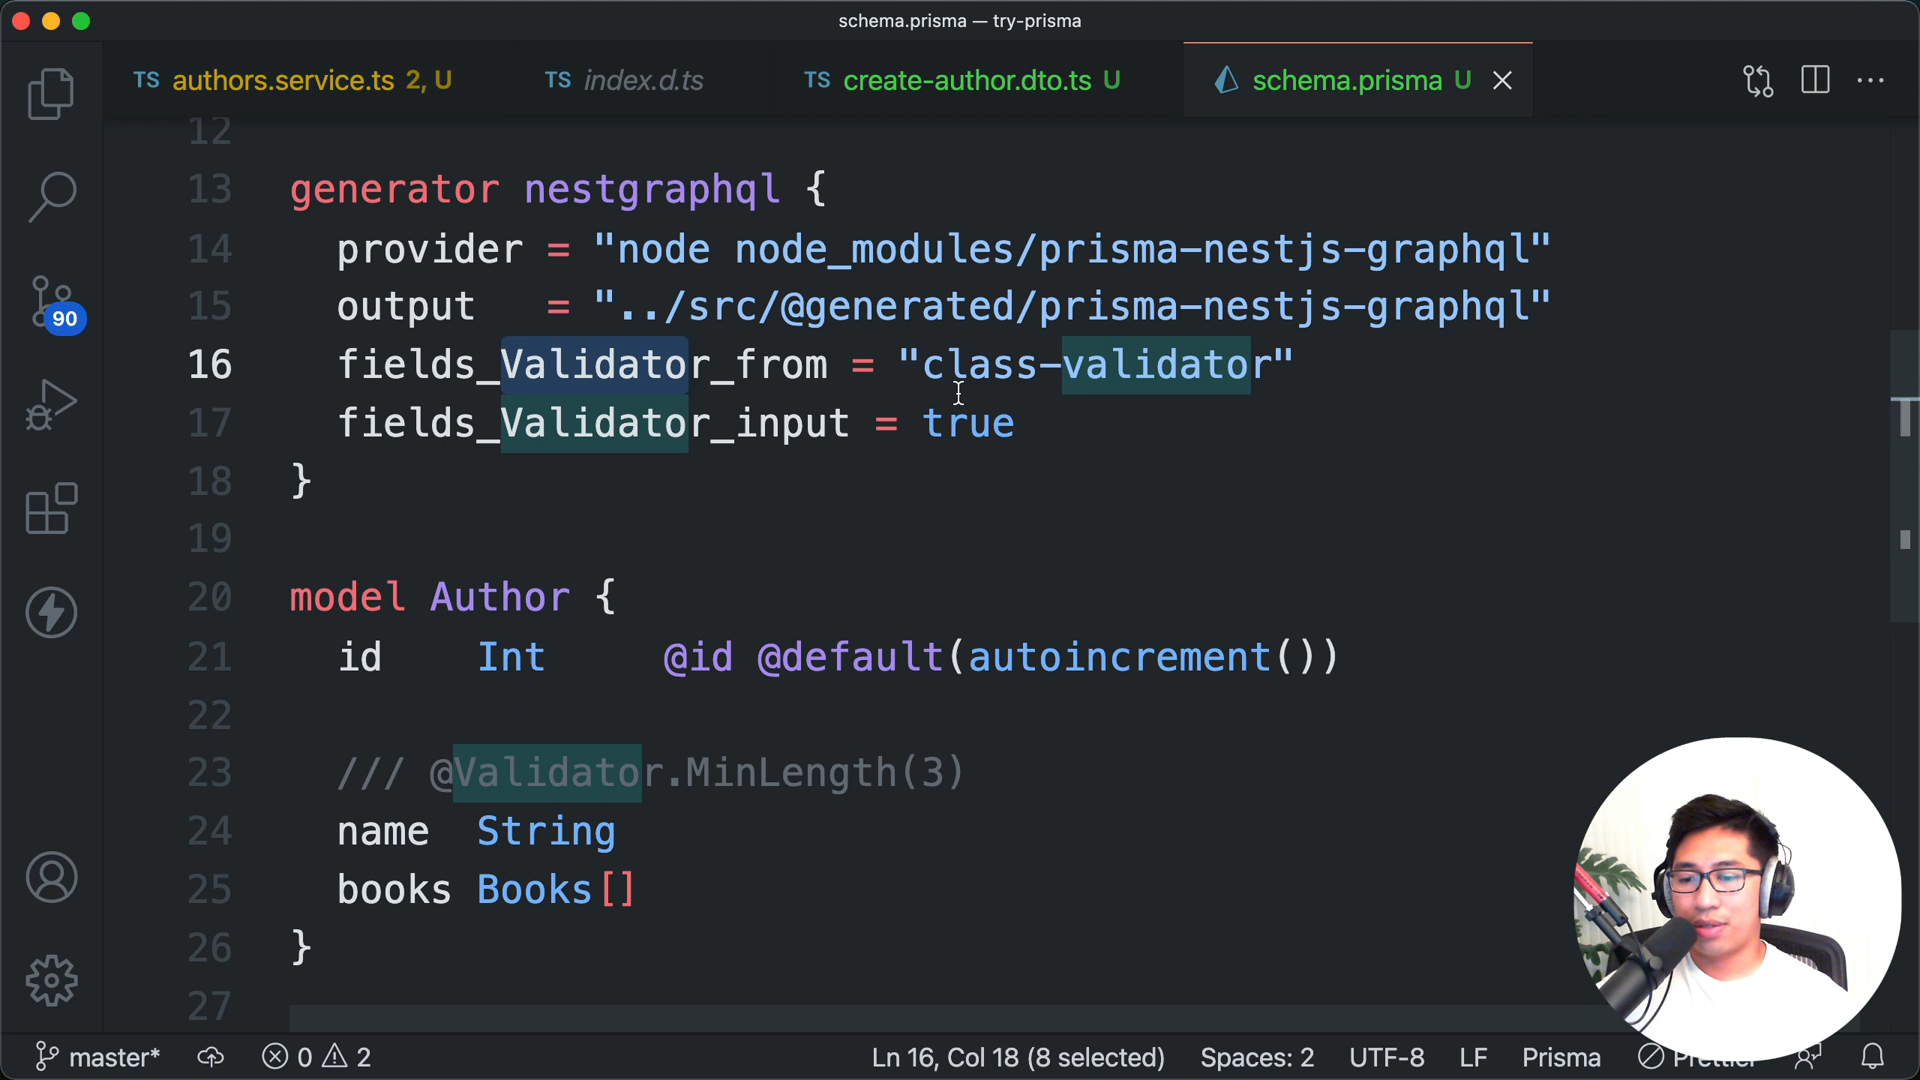 schema.prisma — try-prisma
TS authors.service.ts 2, U
TS index.d.ts
TS create-author.dto.ts U
schema.prisma U
12
13 generator nestgraphql {
14 provider = "node node_modules/prisma-nestjs-graphql"
15 output = "../src/@generated/prisma-nestjs-graphql"
16 fields_Validator_from = "class-validator"
17 fields_Validator_input = true
18 }
19
20 model Author {
21 id Int @id @default(autoincrement())
22
23 /// @Validator.MinLength(3)
24 name String
25 books Books[]
26 }
27
90
master* 0 2 Ln 16, Col 18 (8 selected) Spaces: 2 UTF-8 LF Prisma